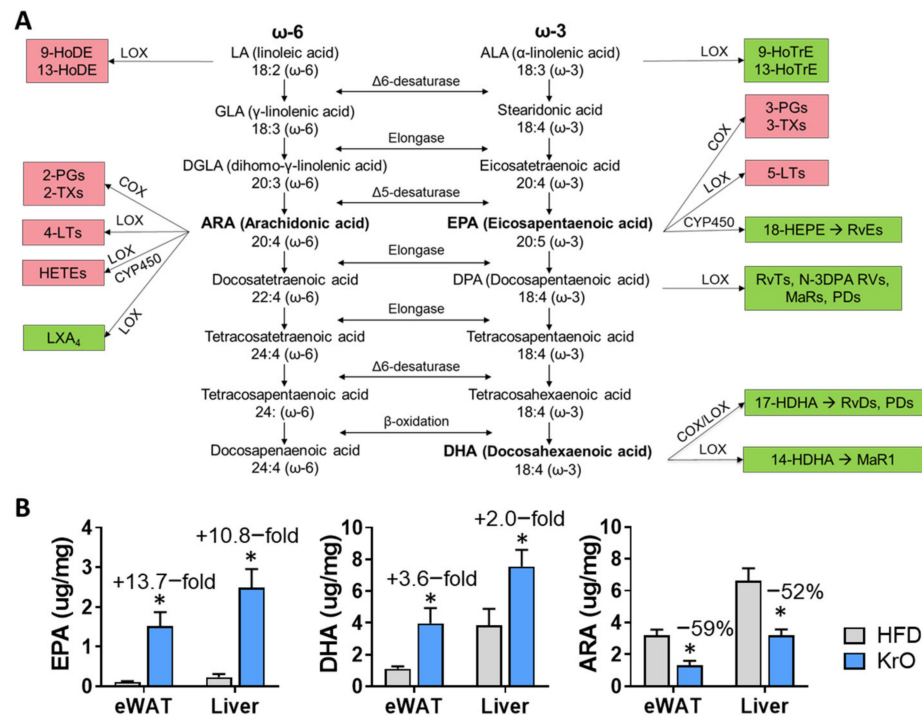 A
ω-6
ω-3
9-HoDE
13-HoDE
LOX
LA (linoleic acid)
18:2 (ω-6)
ALA (α-linolenic acid)
18:3 (ω-3)
LOX
9-HoTrE
13-HoTrE
Δ6-desaturase
GLA (γ-linolenic acid)
18:3 (ω-6)
Stearidonic acid
18:4 (ω-3)
3-PGs
3-TXs
COX
Elongase
DGLA (dihomo-γ-linolenic acid)
20:3 (ω-6)
Eicosatetraenoic acid
20:4 (ω-3)
2-PGs
2-TXs
COX
5-LTs
LOX
Δ5-desaturase
ARA (Arachidonic acid)
20:4 (ω-6)
EPA (Eicosapentaenoic acid)
20:5 (ω-3)
4-LTs
LOX
CYP450
18-HEPE → RvEs
HETEs
LOX
CYP450
Elongase
Docosatetraenoic acid
22:4 (ω-6)
DPA (Docosapentaenoic acid)
18:4 (ω-3)
LOX
RvTs, N-3DPA RVs,
MaRs, PDs
LXA₄
LOX
Elongase
Tetracosatetraenoic acid
24:4 (ω-6)
Tetracosapentaenoic acid
18:4 (ω-3)
Δ6-desaturase
Tetracosapentaenoic acid
24: (ω-6)
Tetracosahexaenoic acid
18:4 (ω-3)
COX/LOX
17-HDHA → RvDs, PDs
β-oxidation
Docosapenaenoic acid
24:4 (ω-6)
DHA (Docosahexaenoic acid)
18:4 (ω-3)
LOX
14-HDHA → MaR1
B
EPA (ug/mg)
4
3
2
1
0
+13.7−fold
*
+10.8−fold
*
eWAT
Liver
DHA (ug/mg)
10
8
6
4
2
0
+3.6−fold
*
+2.0−fold
*
eWAT
Liver
ARA (ug/mg)
10
8
6
4
2
0
−59%
*
−52%
*
eWAT
Liver
HFD
KrO